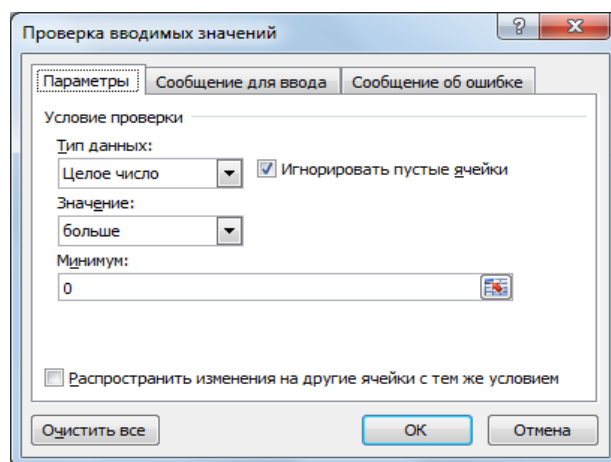 Проверка вводимых значений
Параметры Сообщение для ввода Сообщение об ошибке
Условие проверки
Тип данных:
Целое число Игнорировать пустые ячейки
Значение:
больше
Минимум:
0
Распространить изменения на другие ячейки с тем же условием
Очистить все ОК Отмена